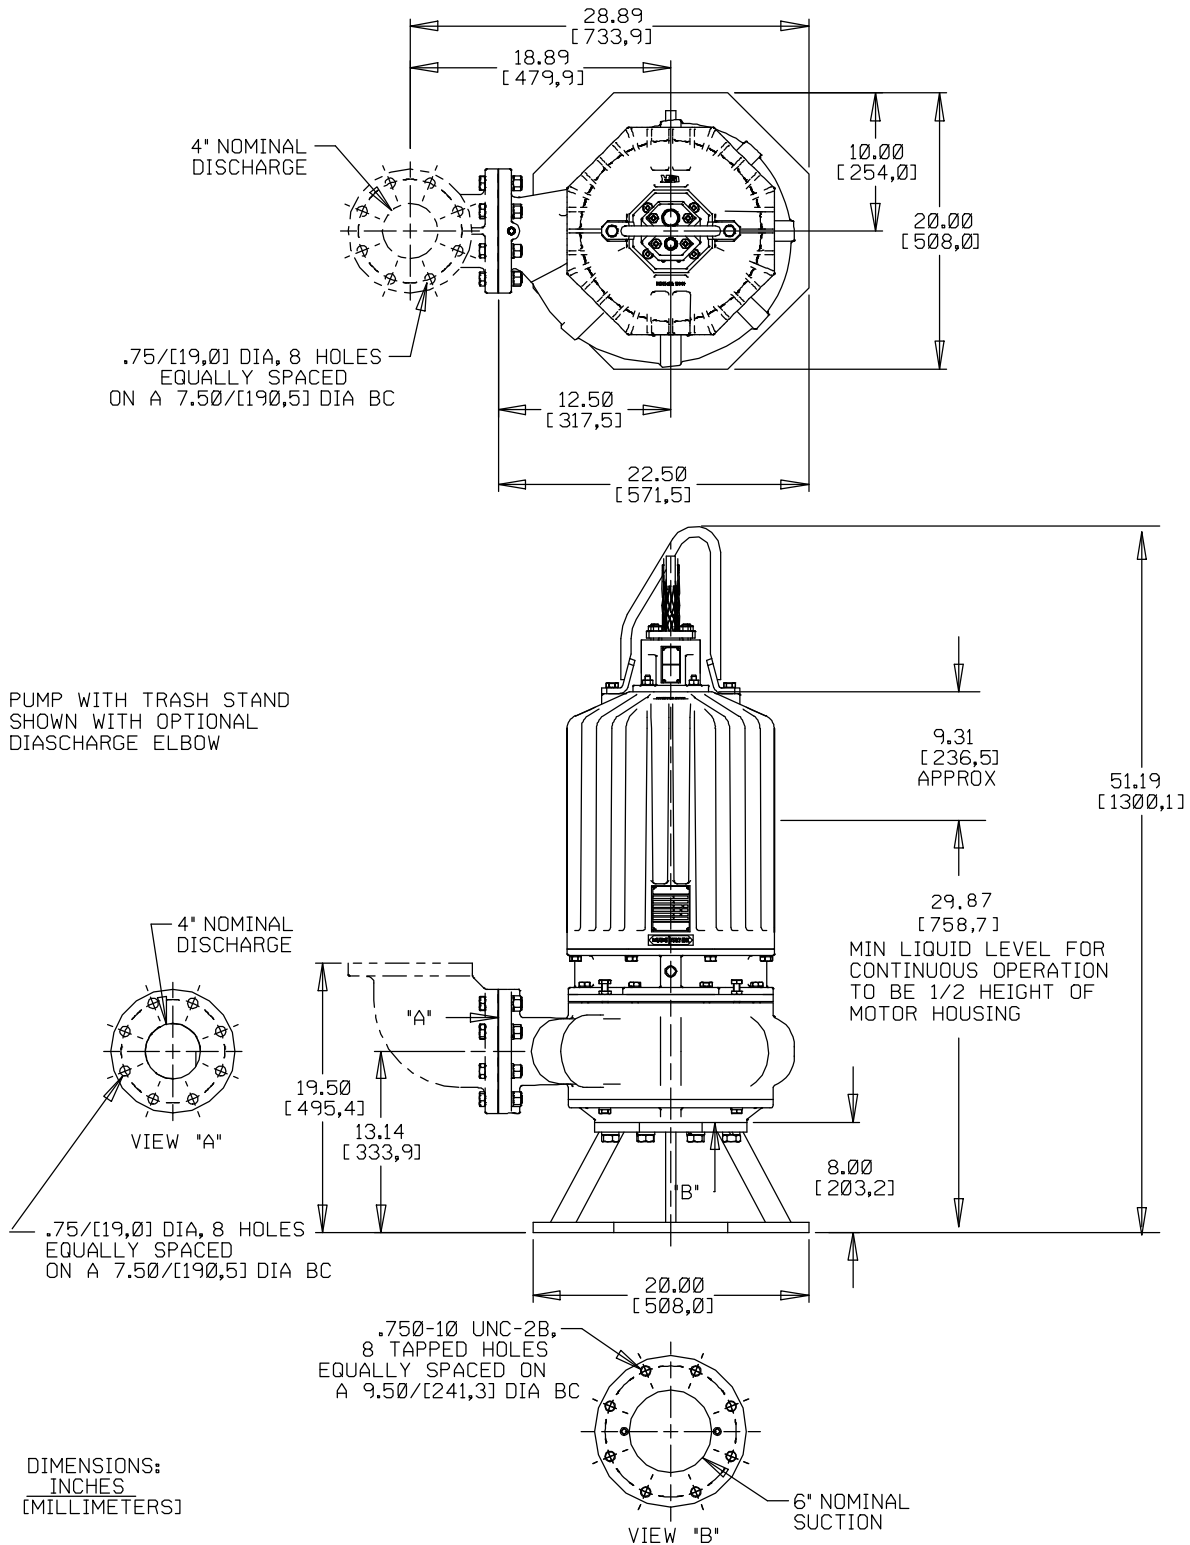 28.89
[733,9]
18.89
[479,9]
4" NOMINAL
DISCHARGE
10.00
[254,0]
20.00
[508,0]
.75/[19,0] DIA, 8 HOLES
EQUALLY SPACED
ON A 7.50/[190,5] DIA BC
12.50
[317,5]
22.50
[571,5]
PUMP WITH TRASH STAND
SHOWN WITH OPTIONAL
DIASCHARGE ELBOW
9.31
[236,5]
APPROX
51.19
[1300,1]
29.87
[758,7]
MIN LIQUID LEVEL FOR
CONTINUOUS OPERATION
TO BE 1/2 HEIGHT OF
MOTOR HOUSING
4" NOMINAL
DISCHARGE
"A"
19.50
[495,4]
13.14
[333,9]
VIEW "A"
8.00
[203,2]
"B"
.75/[19,0] DIA, 8 HOLES
EQUALLY SPACED
ON A 7.50/[190,5] DIA BC
20.00
[508,0]
.750-10 UNC-2B,
8 TAPPED HOLES
EQUALLY SPACED ON
A 9.50/[241,3] DIA BC
DIMENSIONS:
INCHES
[MILLIMETERS]
6" NOMINAL
SUCTION
VIEW "B"